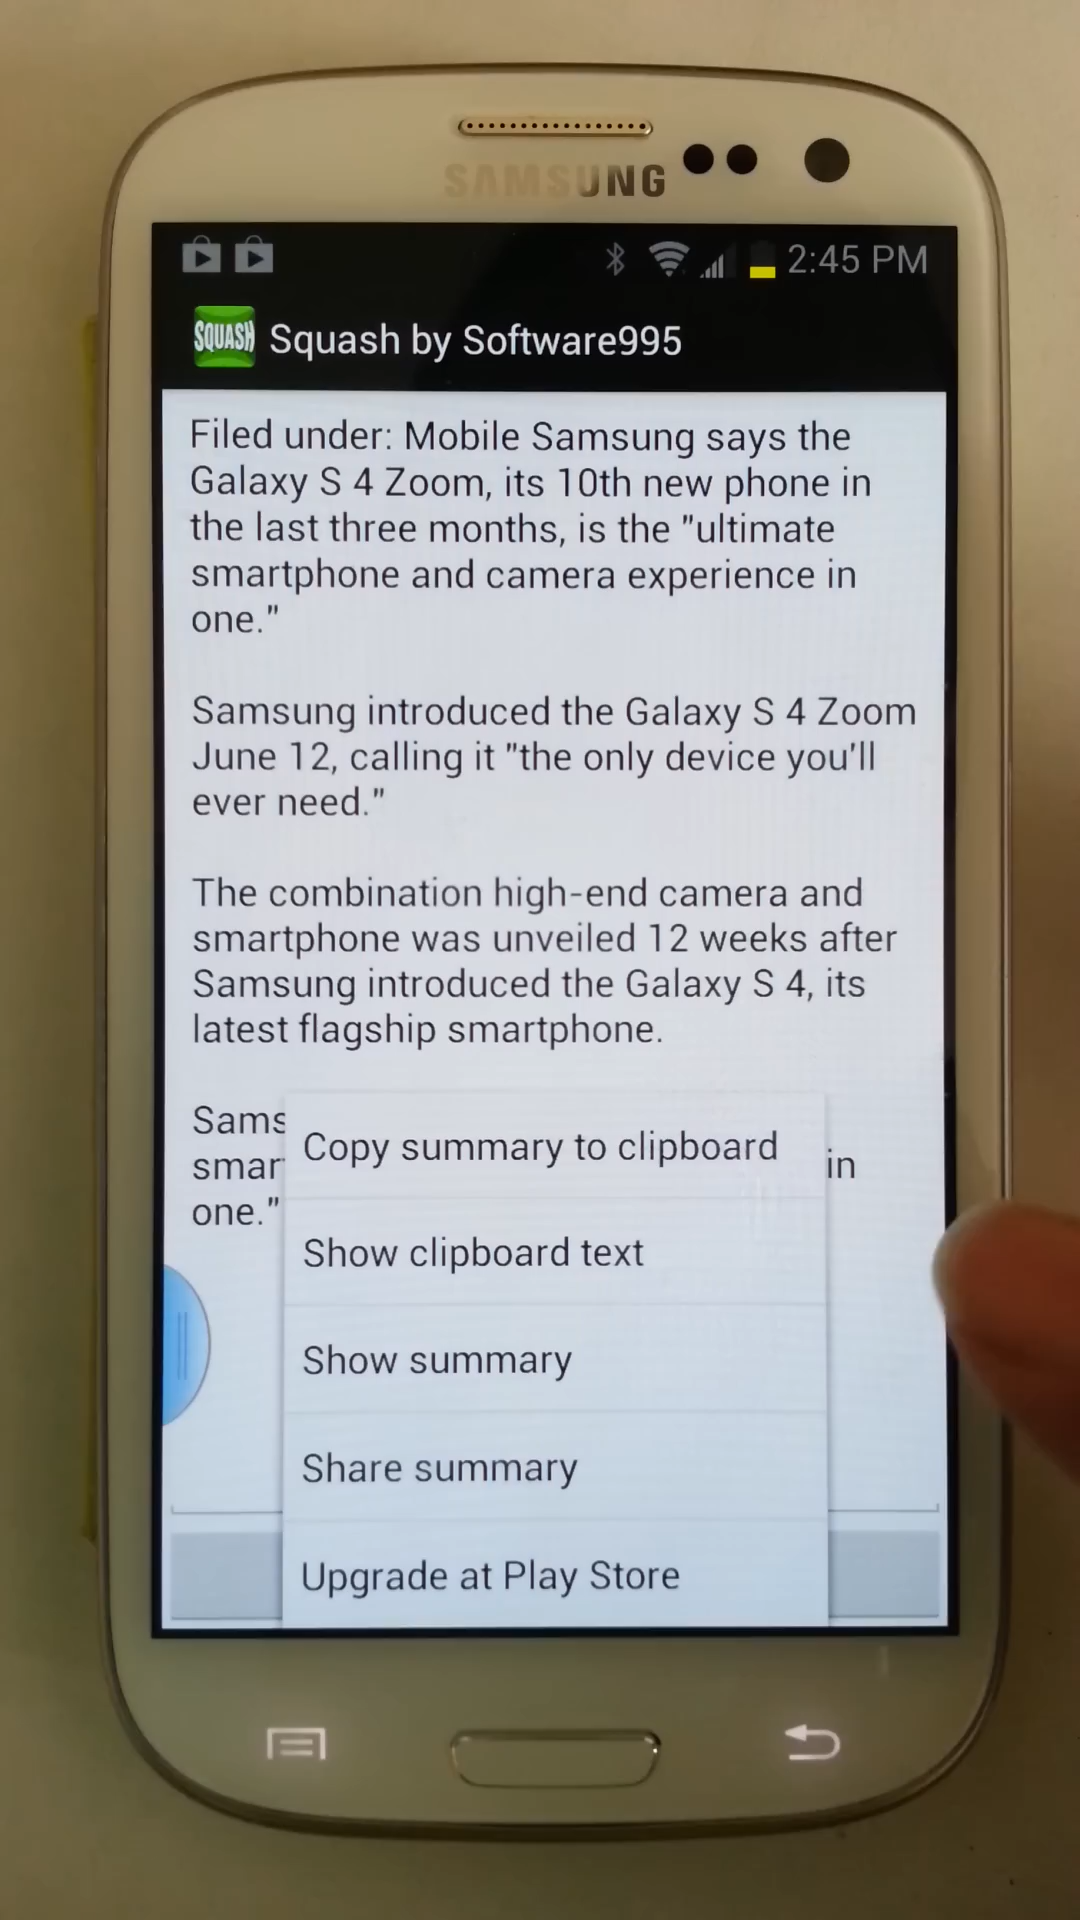 SAMSUNG
2:45 PM
SQUASH Squash by Software995
Filed under: Mobile Samsung says the
Galaxy S 4 Zoom, its 10th new phone in
the last three months, is the "ultimate
smartphone and camera experience in
one."
Samsung introduced the Galaxy S 4 Zoom
June 12, calling it "the only device you'll
ever need."
The combination high-end camera and
smartphone was unveiled 12 weeks after
Samsung introduced the Galaxy S 4, its
latest flagship smartphone.
Sams
smar in
one."
Copy summary to clipboard
Show clipboard text
Show summary
Share summary
Upgrade at Play Store